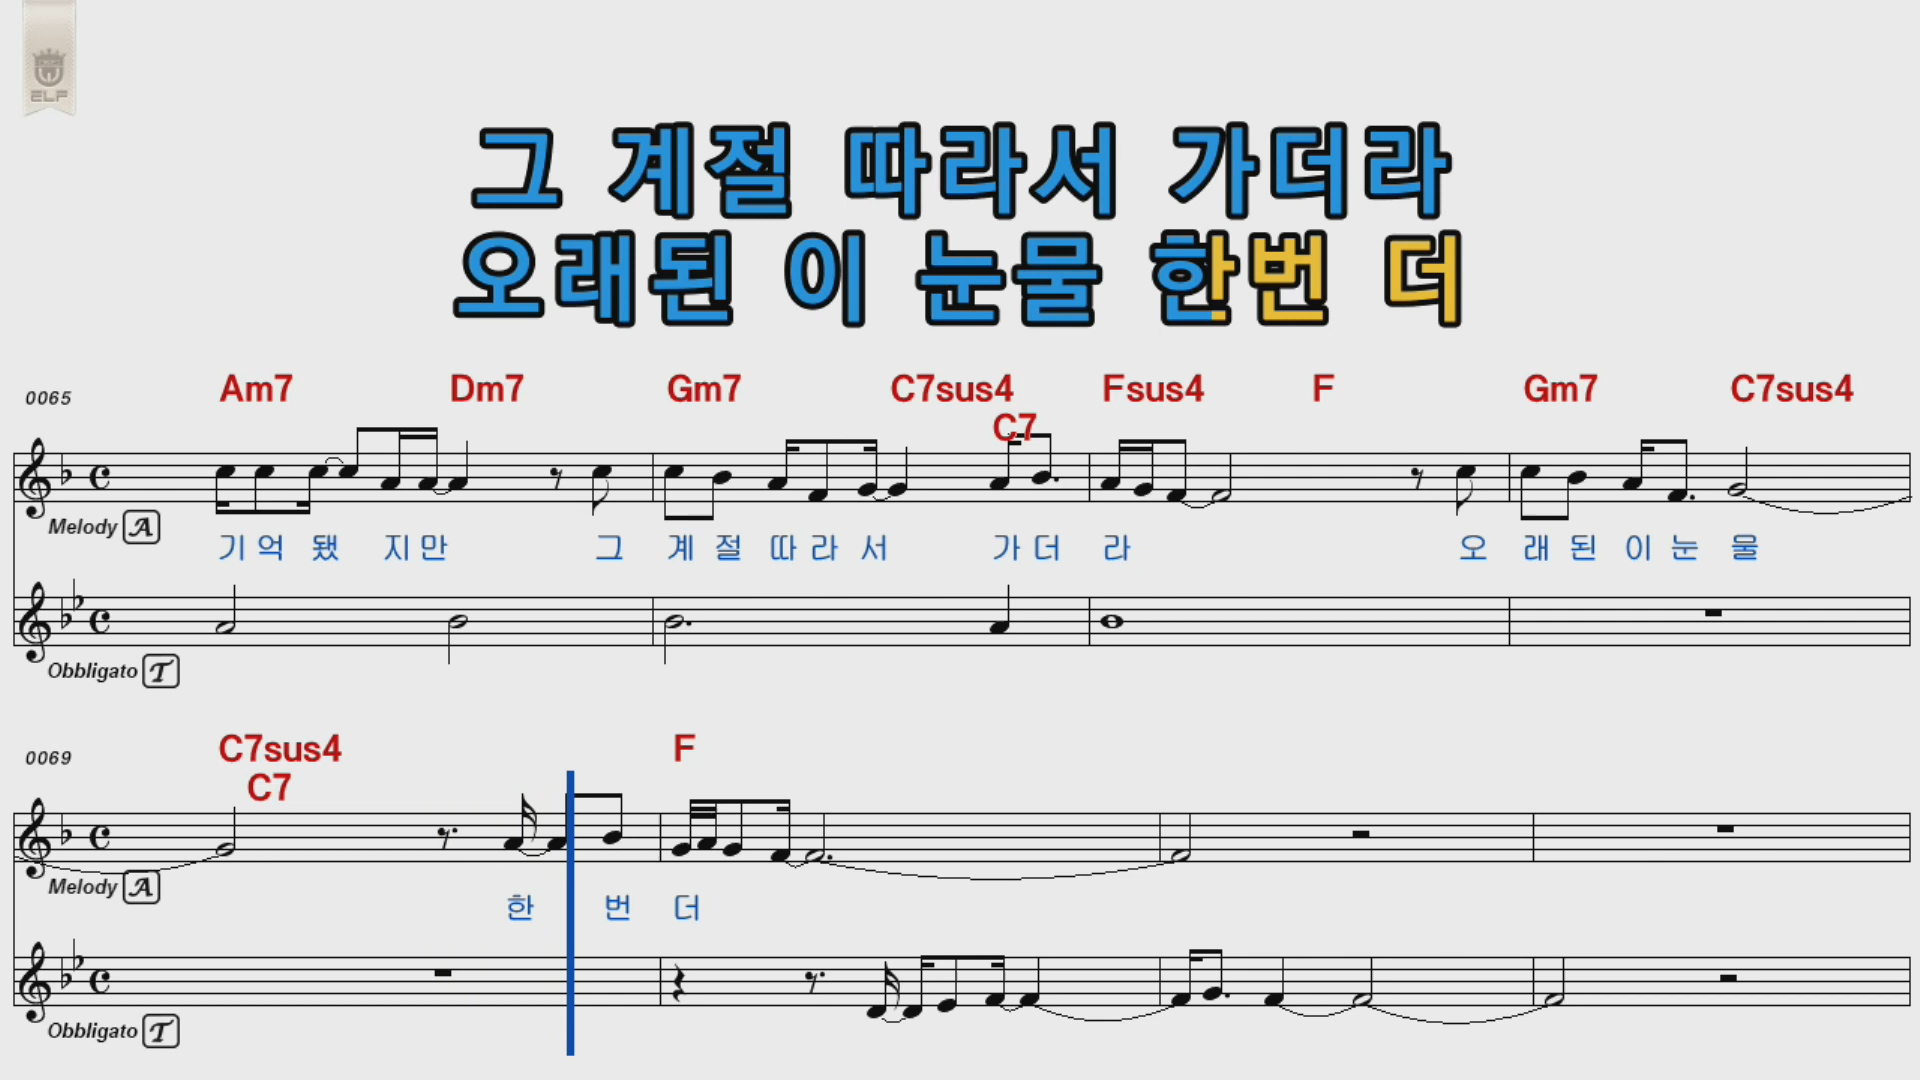 ELF
그 계절 따라서 가더라
오래된 이 눈물 한번 더
0065 Am7 Dm7 Gm7 C7sus4 Fsus4 F Gm7 C7sus4
C7
Melody A
기 억 됐 지 만 그 계 절 따 라 서 가 더 라 오 래 된 이 눈 물
Obbligato T
0069 C7sus4 F
C7
Melody A
한 번 더
Obbligato T